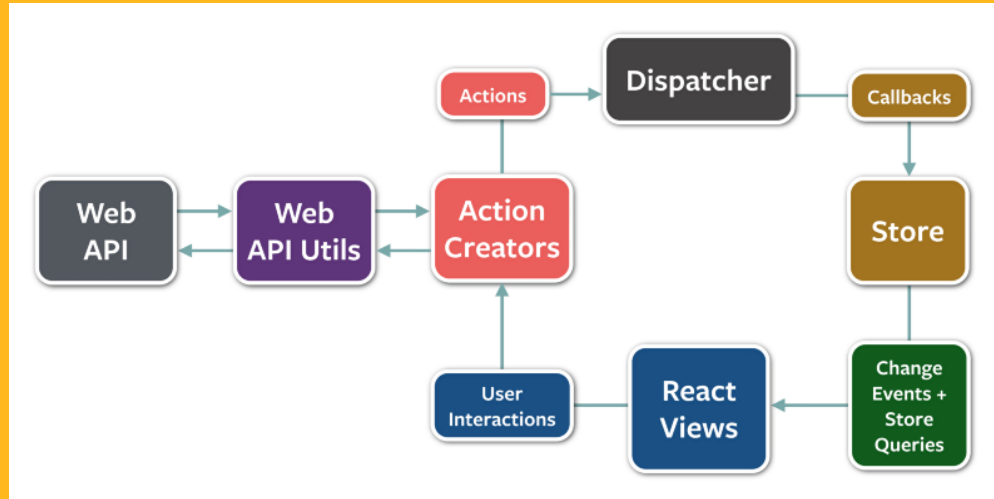 Actions
Dispatcher
Callbacks
Web
API
Web
API Utils
Action
Creators
Store
User
Interactions
React
Views
Change
Events +
Store
Queries